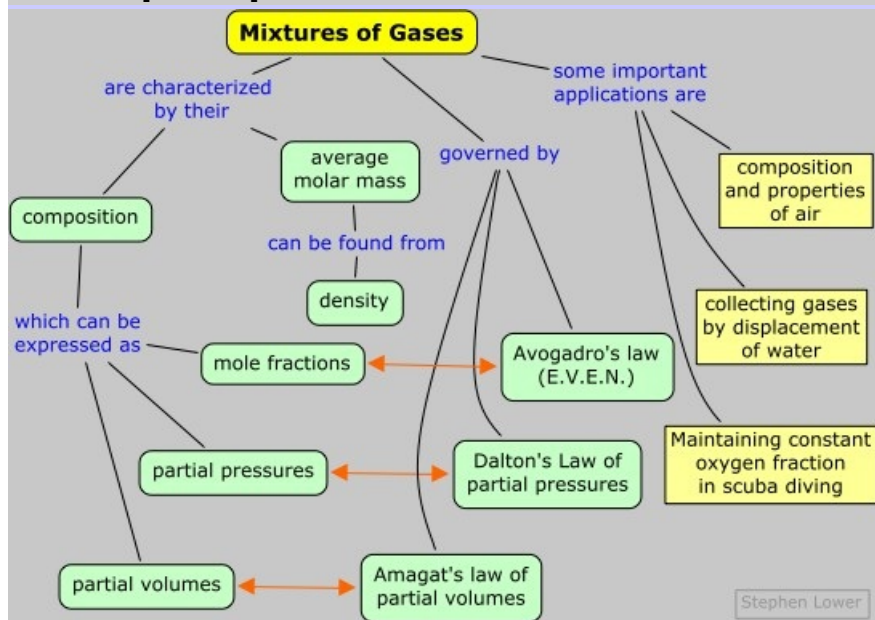 Mixtures of Gases
are characterized
by their
some important
applications are
average
molar mass
governed by
composition
and properties
of air
composition
can be found from
density
collecting gases
by displacement
of water
which can be
expressed as
mole fractions
Avogadro's law
(E.V.E.N.)
partial pressures
Dalton's Law of
partial pressures
Maintaining constant
oxygen fraction
in scuba diving
partial volumes
Amagat's law of
partial volumes
Stephen Lower